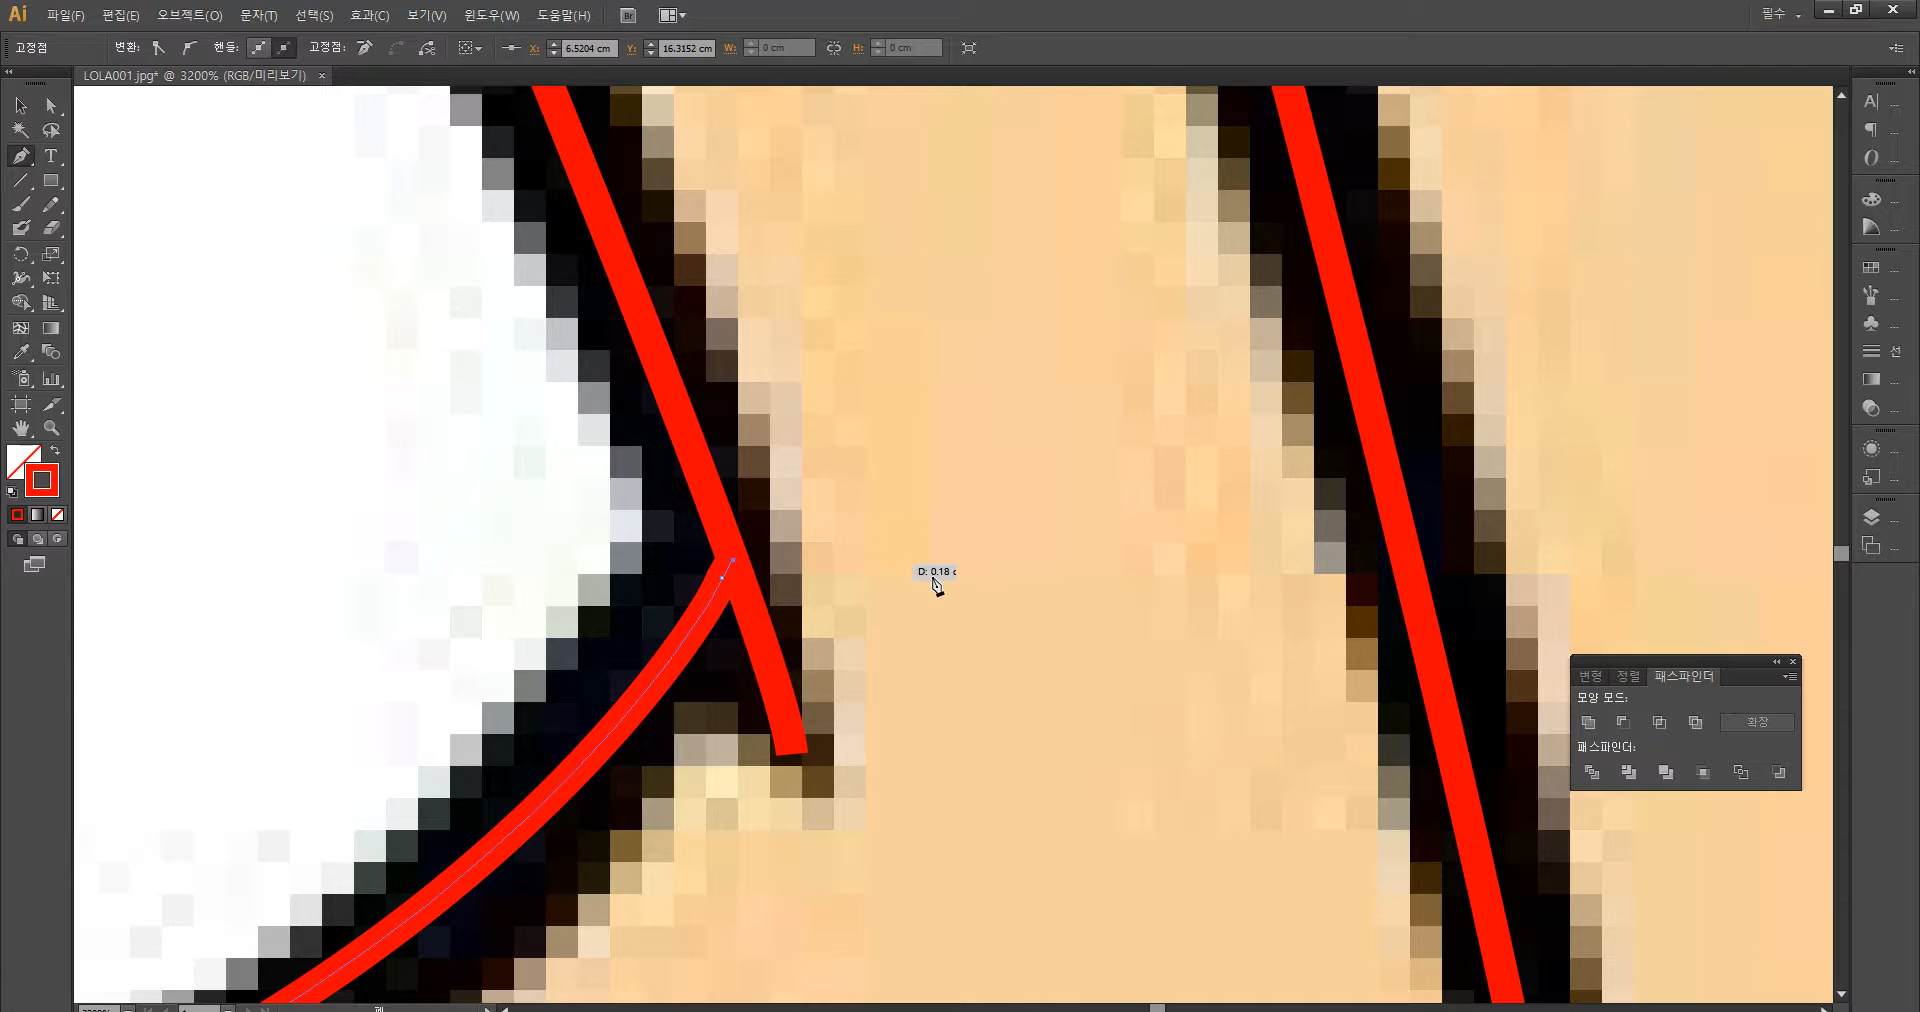 Ai 파일(F) 편집(E) 오브젝트(O) 문자(T) 선택(S) 효과(C) 보기(V) 윈도우(W) 도움말(H) Br 필수
고정점 변환: 핸들: 고정점: X: 6.5204 cm Y: 16.3152 cm W: 0 cm H: 0 cm
LOLA001.jpg* @ 3200% (RGB/미리보기)
선
D: 0.18 c
변형 정렬 패스파인더
모양 모드:
확장
패스파인더: